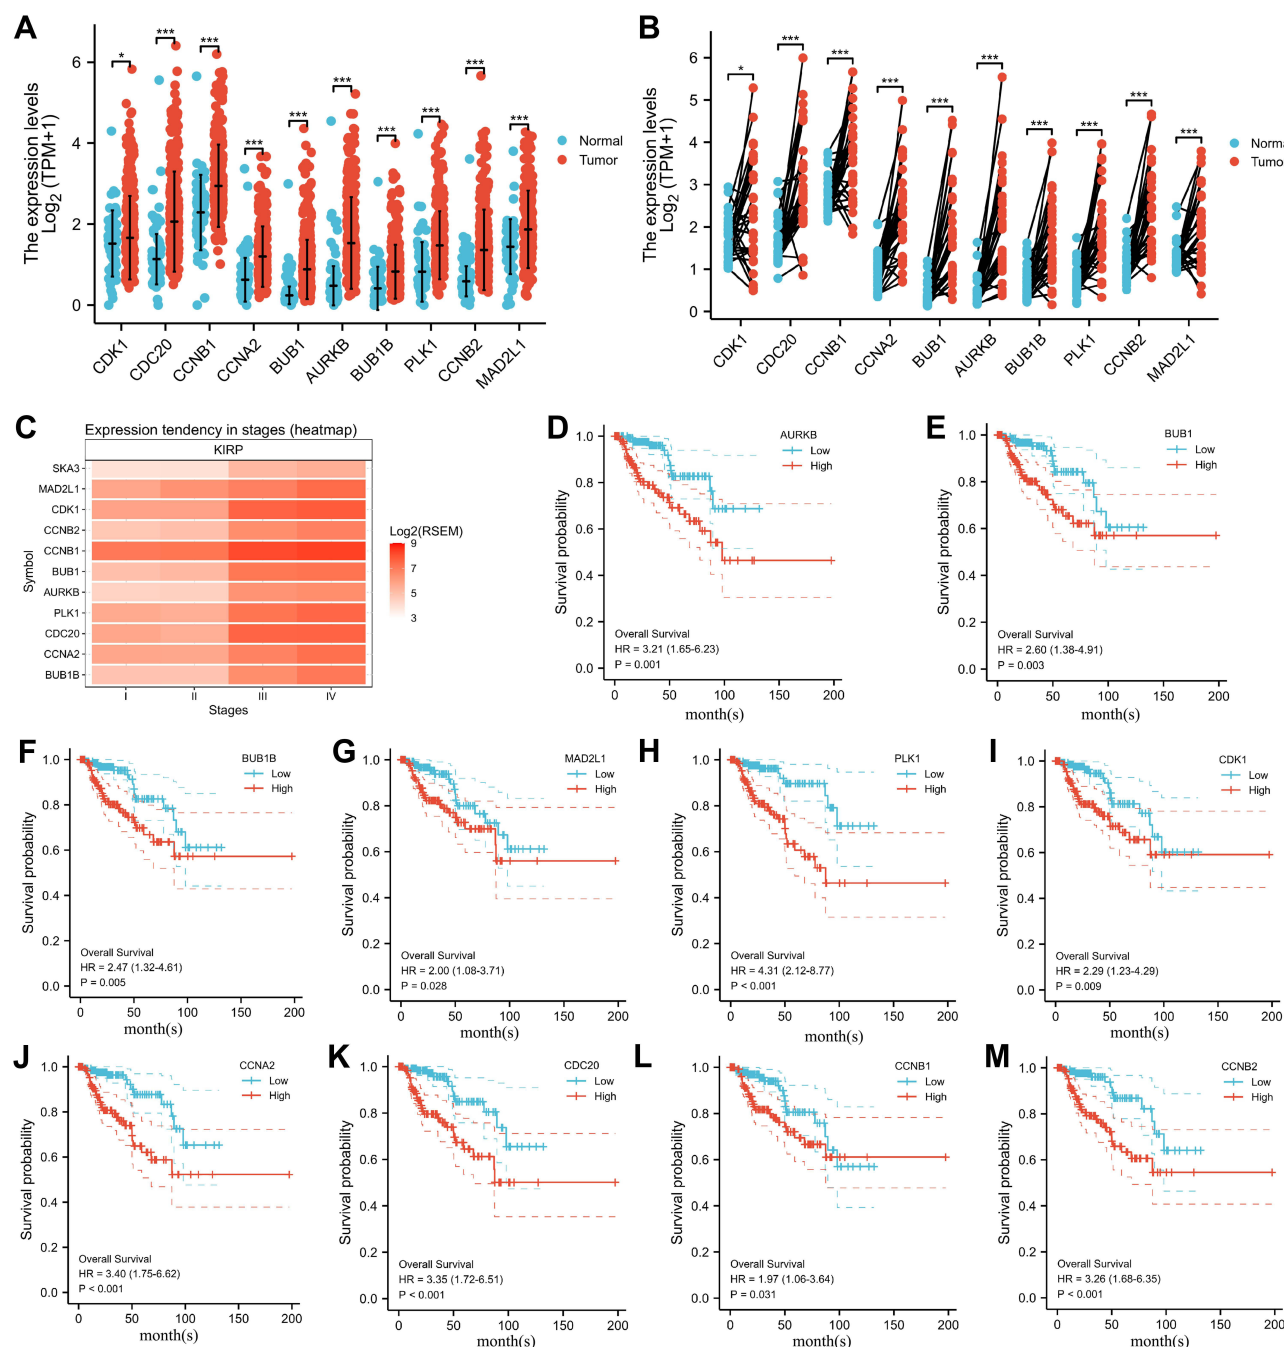 A
The expression levels
Log2 (TPM+1)
6
4
2
0
*
***
***
***
***
***
***
***
***
***
CDK1
CDC20
CCNB1
CCNA2
BUB1
AURKB
BUB1B
PLK1
CCNB2
MAD2L1
Normal
Tumor
B
The expression levels
Log2 (TPM+1)
6
5
4
3
2
1
0
*
***
***
***
***
***
***
***
***
***
CDK1
CDC20
CCNB1
CCNA2
BUB1
AURKB
BUB1B
PLK1
CCNB2
MAD2L1
Norma
Tumo
C
Expression tendency in stages (heatmap)
KIRP
Symbol
SKA3
MAD2L1
CDK1
CCNB2
CCNB1
BUB1
AURKB
PLK1
CDC20
CCNA2
BUB1B
I
II
III
IV
Stages
Log2(RSEM)
9
7
5
3
D
AURKB
Low
High
Survival probability
1.0
0.8
0.6
0.4
0.2
0.0
Overall Survival
HR = 3.21 (1.65-6.23)
P = 0.001
0 50 100 150 200
month(s)
E
BUB1
Low
High
Survival probability
1.0
0.8
0.6
0.4
0.2
0.0
Overall Survival
HR = 2.60 (1.38-4.91)
P = 0.003
0 50 100 150 200
month(s)
F
BUB1B
Low
High
Survival probability
1.0
0.8
0.6
0.4
0.2
0.0
Overall Survival
HR = 2.47 (1.32-4.61)
P = 0.005
0 50 100 150 200
month(s)
G
MAD2L1
Low
High
Survival probability
1.0
0.8
0.6
0.4
0.2
0.0
Overall Survival
HR = 2.00 (1.08-3.71)
P = 0.028
0 50 100 150 200
month(s)
H
PLK1
Low
High
Survival probability
1.0
0.8
0.6
0.4
0.2
0.0
Overall Survival
HR = 4.31 (2.12-8.77)
P < 0.001
0 50 100 150 200
month(s)
I
CDK1
Low
High
Survival probability
1.0
0.8
0.6
0.4
0.2
0.0
Overall Survival
HR = 2.29 (1.23-4.29)
P = 0.009
0 50 100 150 200
month(s)
J
CCNA2
Low
High
Survival probability
1.0
0.8
0.6
0.4
0.2
0.0
Overall Survival
HR = 3.40 (1.75-6.62)
P < 0.001
0 50 100 150 200
month(s)
K
CDC20
Low
High
Survival probability
1.0
0.8
0.6
0.4
0.2
0.0
Overall Survival
HR = 3.35 (1.72-6.51)
P < 0.001
0 50 100 150 200
month(s)
L
CCNB1
Low
High
Survival probability
1.0
0.8
0.6
0.4
0.2
0.0
Overall Survival
HR = 1.97 (1.06-3.64)
P = 0.031
0 50 100 150 200
month(s)
M
CCNB2
Low
High
Survival probability
1.0
0.8
0.6
0.4
0.2
0.0
Overall Survival
HR = 3.26 (1.68-6.35)
P < 0.001
0 50 100 150 200
month(s)